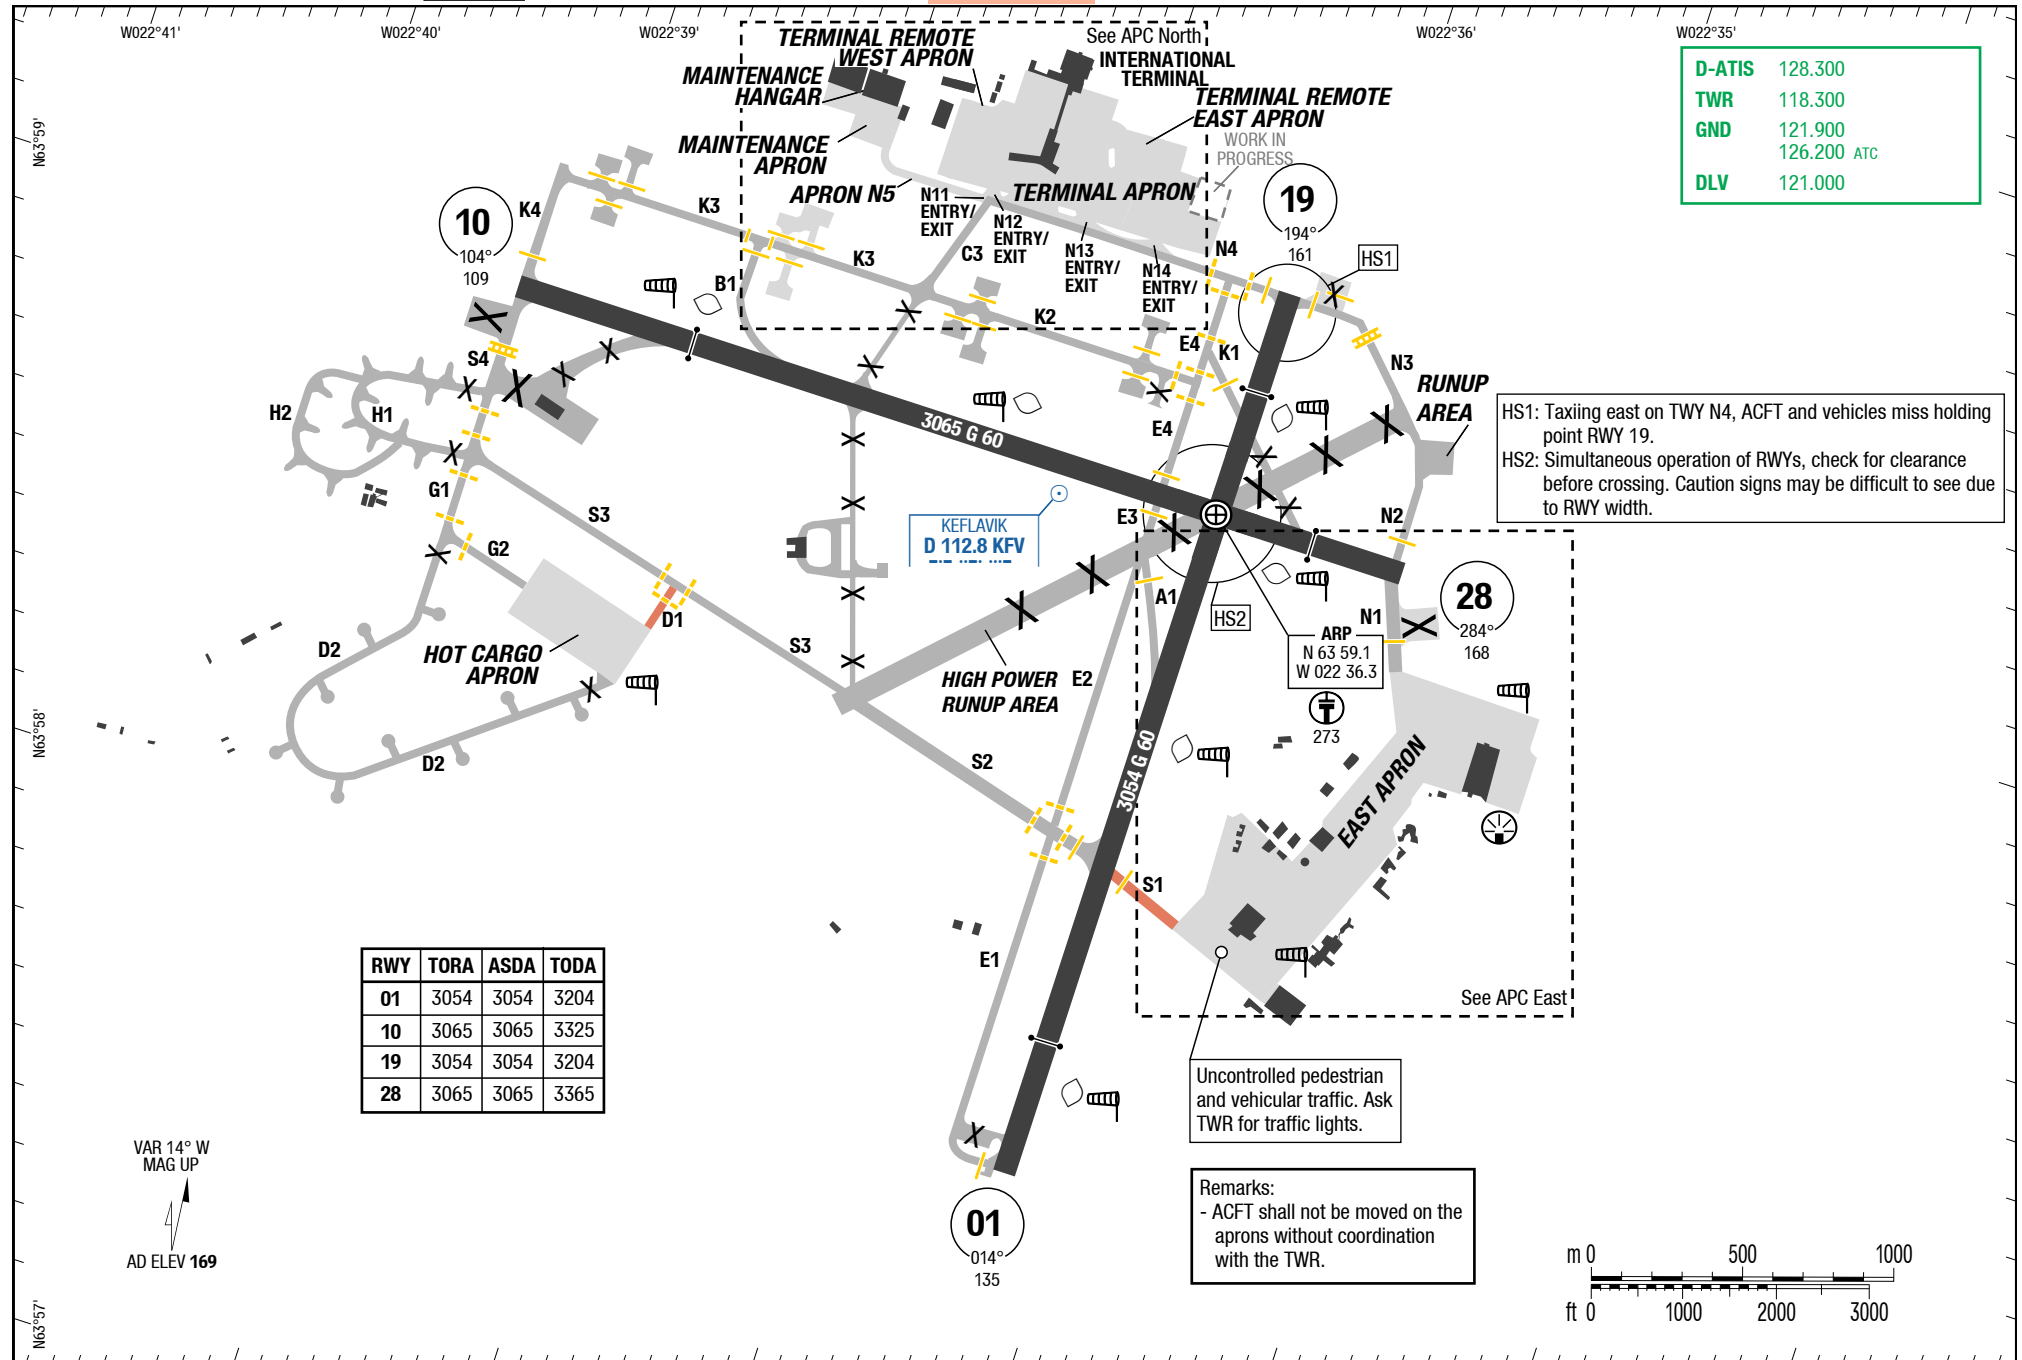 W022°41'
W022°40'
W022°39'
W022°36'
W022°35'
N63°59'
N63°58'
N63°57'
See APC North
TERMINAL REMOTE
WEST APRON
INTERNATIONAL
TERMINAL
MAINTENANCE
HANGAR
TERMINAL REMOTE
EAST APRON
WORK IN
PROGRESS
MAINTENANCE
APRON
APRON N5
TERMINAL APRON
N11
ENTRY/
EXIT
N12
ENTRY/
EXIT
N13
ENTRY/
EXIT
N14
ENTRY/
EXIT
D-ATIS 128.300
TWR 118.300
GND 121.900
126.200 ATC
DLV 121.000
10
104°
109
19
194°
161
HS1
K4
K3
K3
C3
B1
K2
N4
E4
K1
N3
S4
H2
H1
RUNUP
AREA
HS1: Taxiing east on TWY N4, ACFT and vehicles miss holding
point RWY 19.
HS2: Simultaneous operation of RWYs, check for clearance
before crossing. Caution signs may be difficult to see due
to RWY width.
3065 G 60
E4
G1
S3
G2
KEFLAVIK
D 112.8 KFV
E3
N2
A1
HS2
28
284°
168
N1
ARP
N 63 59.1
W 022 36.3
273
D1
D2
HOT CARGO
APRON
S3
HIGH POWER
RUNUP AREA
E2
D2
S2
3054 G 60
EAST APRON
S1
E1
See APC East
RWY TORA ASDA TODA
01 3054 3054 3204
10 3065 3065 3325
19 3054 3054 3204
28 3065 3065 3365
Uncontrolled pedestrian
and vehicular traffic. Ask
TWR for traffic lights.
VAR 14° W
MAG UP
AD ELEV 169
01
014°
135
Remarks:
- ACFT shall not be moved on the
aprons without coordination
with the TWR.
m 0 500 1000
ft 0 1000 2000 3000